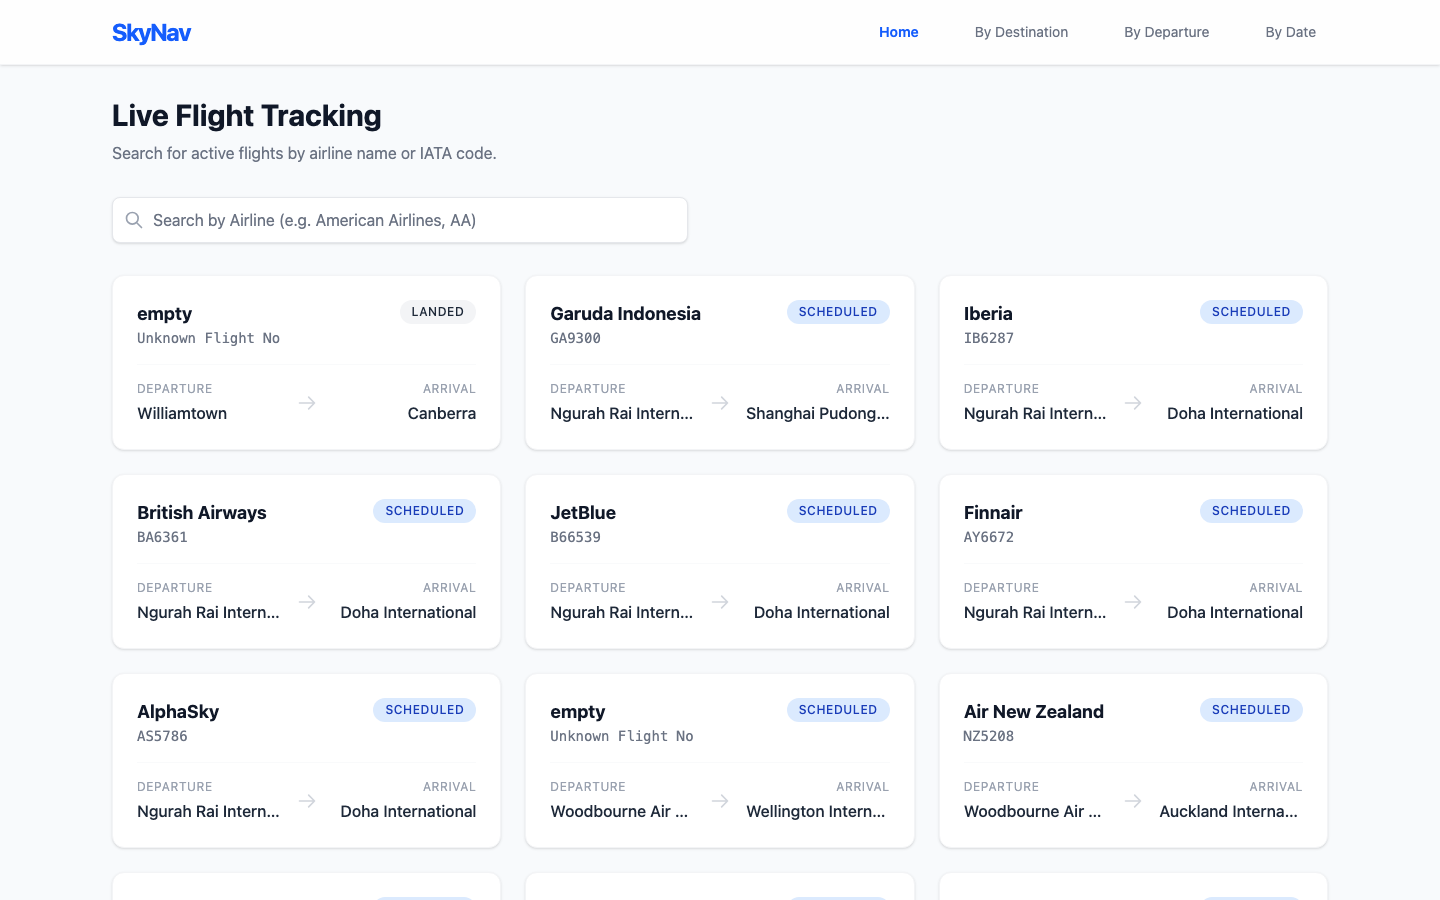 SkyNav
Home
By Destination
By Departure
By Date
Live Flight Tracking
Search for active flights by airline name or IATA code.
Search by Airline (e.g. American Airlines, AA)
empty
LANDED
Unknown Flight No
DEPARTURE
ARRIVAL
Williamtown
Canberra
Garuda Indonesia
SCHEDULED
GA9300
DEPARTURE
ARRIVAL
Ngurah Rai Intern...
Shanghai Pudong...
Iberia
SCHEDULED
IB6287
DEPARTURE
ARRIVAL
Ngurah Rai Intern...
Doha International
British Airways
SCHEDULED
BA6361
DEPARTURE
ARRIVAL
Ngurah Rai Intern...
Doha International
JetBlue
SCHEDULED
B66539
DEPARTURE
ARRIVAL
Ngurah Rai Intern...
Doha International
Finnair
SCHEDULED
AY6672
DEPARTURE
ARRIVAL
Ngurah Rai Intern...
Doha International
AlphaSky
SCHEDULED
AS5786
DEPARTURE
ARRIVAL
Ngurah Rai Intern...
Doha International
empty
SCHEDULED
Unknown Flight No
DEPARTURE
ARRIVAL
Woodbourne Air ...
Wellington Intern...
Air New Zealand
SCHEDULED
NZ5208
DEPARTURE
ARRIVAL
Woodbourne Air ...
Auckland Interna...